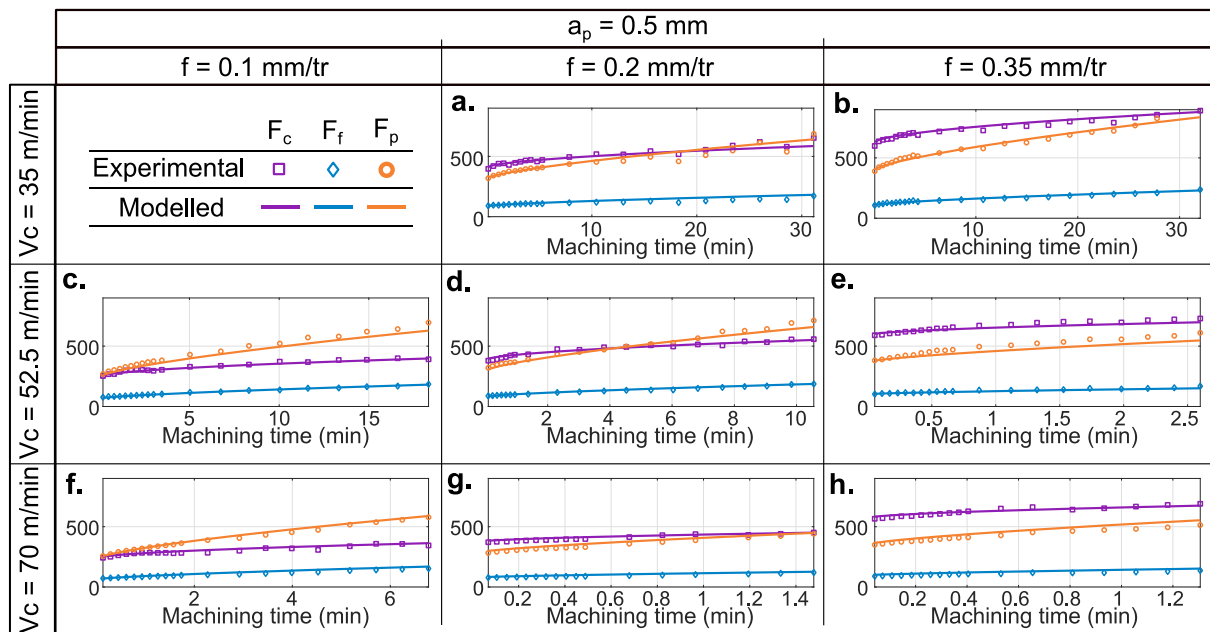 a_p = 0.5 mm
f = 0.1 mm/tr
f = 0.2 mm/tr
f = 0.35 mm/tr
Vc = 35 m/min
F_c F_f F_p
Experimental
Modelled
a.
500
0
10 20 30
Machining time (min)
b.
500
0
10 20 30
Machining time (min)
Vc = 52.5 m/min
c.
500
0
5 10 15
Machining time (min)
d.
500
0
2 4 6 8 10
Machining time (min)
e.
500
0
0.5 1 1.5 2 2.5
Machining time (min)
Vc = 70 m/min
f.
500
0
2 4 6
Machining time (min)
g.
500
0
0.2 0.4 0.6 0.8 1 1.2 1.4
Machining time (min)
h.
500
0
0.2 0.4 0.6 0.8 1 1.2
Machining time (min)